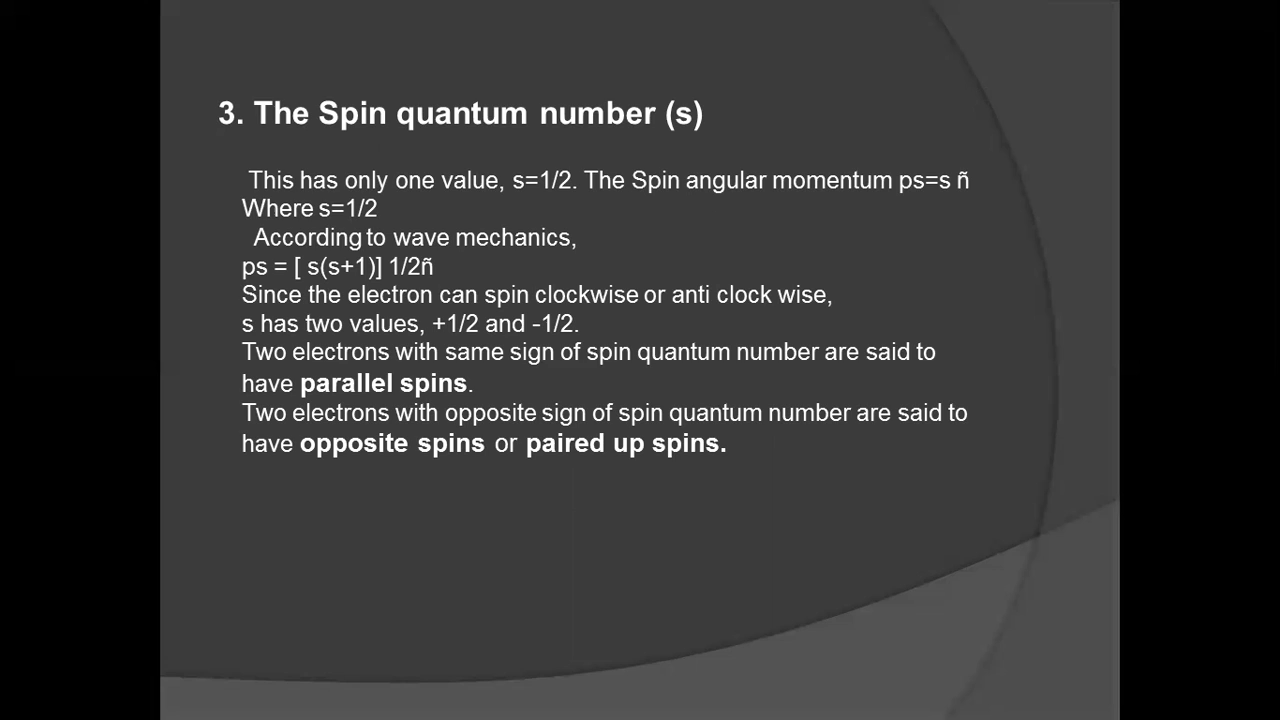 3. The Spin quantum number (s)
This has only one value, s=1/2. The Spin angular momentum ps=s ñ
Where s=1/2
According to wave mechanics,
ps = [ s(s+1)] 1/2ñ
Since the electron can spin clockwise or anti clock wise,
s has two values, +1/2 and -1/2.
Two electrons with same sign of spin quantum number are said to
have parallel spins.
Two electrons with opposite sign of spin quantum number are said to
have opposite spins or paired up spins.